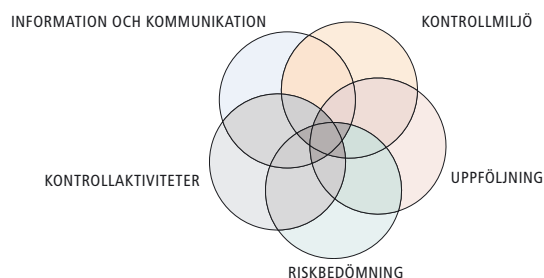 INFORMATION OCH KOMMUNIKATION
KONTROLLMILJÖ
KONTROLLAKTIVITETER
UPPFÖLJNING
RISKBEDÖMNING